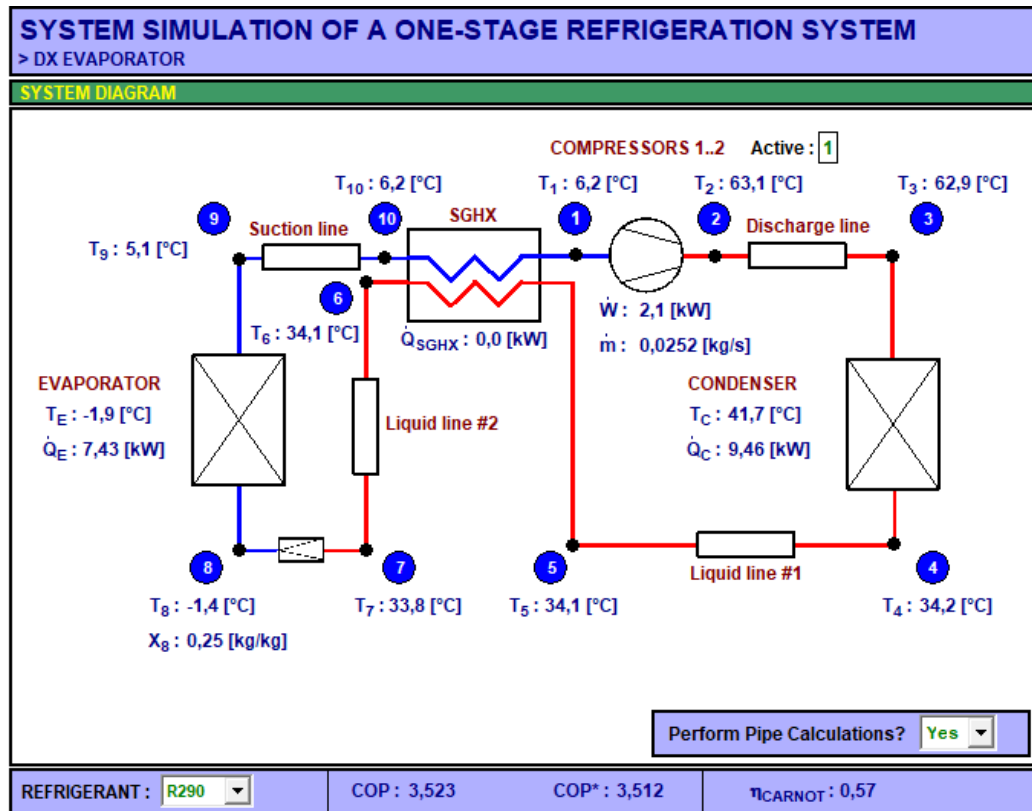 SYSTEM SIMULATION OF A ONE-STAGE REFRIGERATION SYSTEM
> DX EVAPORATOR
SYSTEM DIAGRAM
COMPRESSORS 1..2 Active : 1
T10 : 6,2 [°C] T1 : 6,2 [°C] T2 : 63,1 [°C] T3 : 62,9 [°C]
9 Suction line 10 SGHX 1 2 Discharge line 3
T9 : 5,1 [°C]
6
T6 : 34,1 [°C] Q̇SGHX : 0,0 [kW]
Ẇ : 2,1 [kW]
ṁ : 0,0252 [kg/s]
EVAPORATOR
TE : -1,9 [°C]
Q̇E : 7,43 [kW]
Liquid line #2
CONDENSER
TC : 41,7 [°C]
Q̇C : 9,46 [kW]
8 7 5 Liquid line #1 4
T8 : -1,4 [°C] T7 : 33,8 [°C] T5 : 34,1 [°C] T4 : 34,2 [°C]
X8 : 0,25 [kg/kg]
Perform Pipe Calculations? Yes
REFRIGERANT : R290 COP : 3,523 COP* : 3,512 ηCARNOT : 0,57